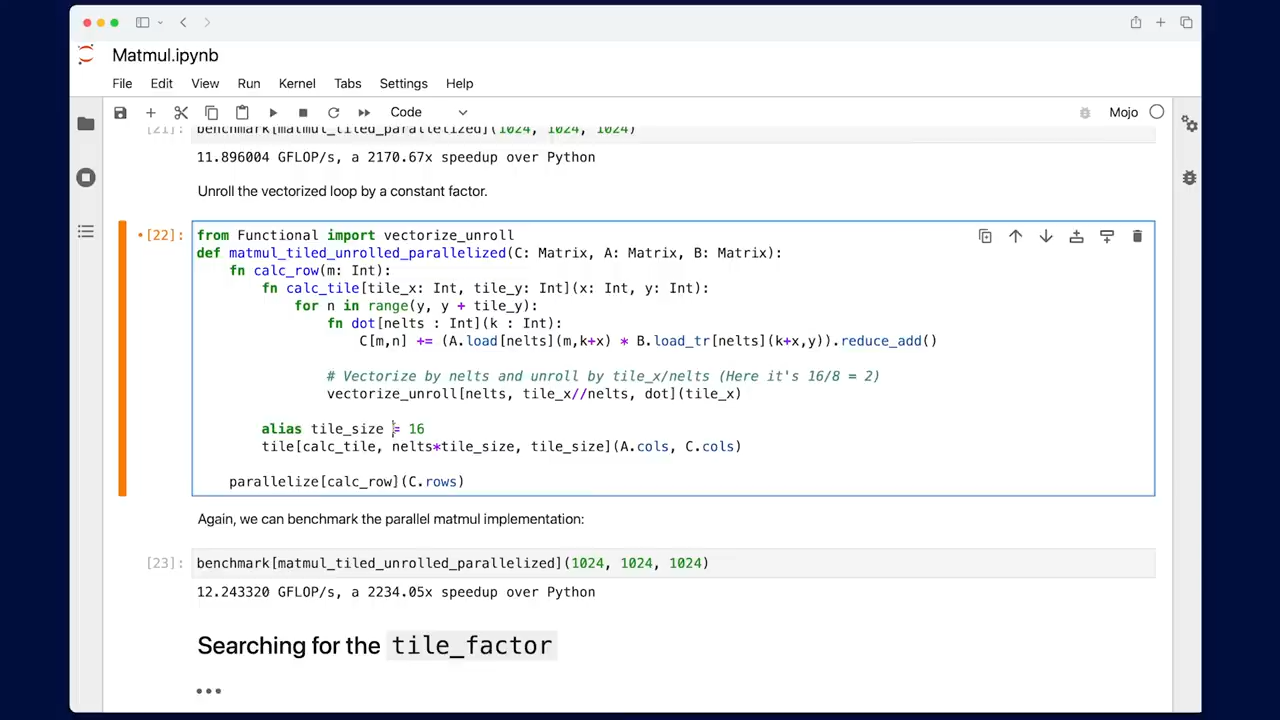 Matmul.ipynb
File Edit View Run Kernel Tabs Settings Help
Code
Mojo
[21]: benchmark[matmul_tiled_parallelized](1024, 1024, 1024)
11.896004 GFLOP/s, a 2170.67x speedup over Python
Unroll the vectorized loop by a constant factor.
[22]: from Functional import vectorize_unroll
def matmul_tiled_unrolled_parallelized(C: Matrix, A: Matrix, B: Matrix):
fn calc_row(m: Int):
fn calc_tile[tile_x: Int, tile_y: Int](x: Int, y: Int):
for n in range(y, y + tile_y):
fn dot[nelts : Int](k : Int):
C[m,n] += (A.load[nelts](m,k+x) * B.load_tr[nelts](k+x,y)).reduce_add()
# Vectorize by nelts and unroll by tile_x/nelts (Here it's 16/8 = 2)
vectorize_unroll[nelts, tile_x//nelts, dot](tile_x)
alias tile_size = 16
tile[calc_tile, nelts*tile_size, tile_size](A.cols, C.cols)
parallelize[calc_row](C.rows)
Again, we can benchmark the parallel matmul implementation:
[23]: benchmark[matmul_tiled_unrolled_parallelized](1024, 1024, 1024)
12.243320 GFLOP/s, a 2234.05x speedup over Python
Searching for the tile_factor